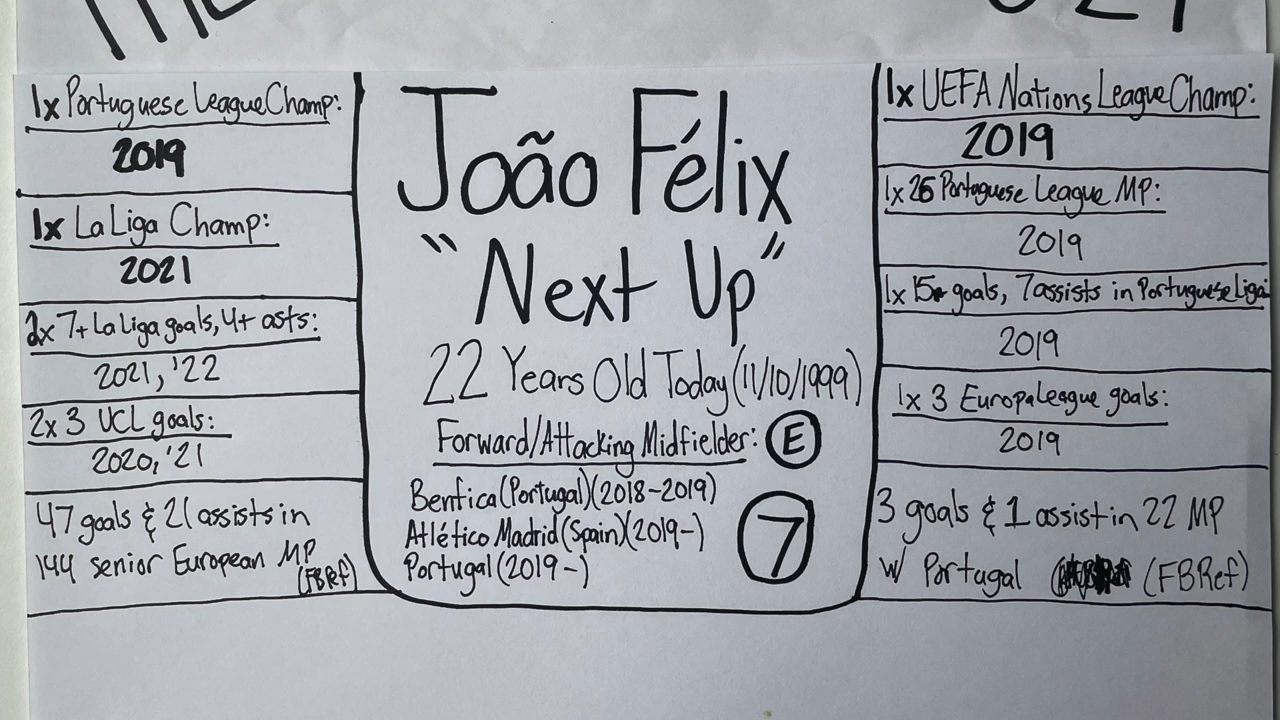 1x Portuguese League Champ:
2019
1x La Liga Champ:
2021
2x 7+ La Liga goals, 4+ asts:
2021, '22
2x 3 UCL goals:
2020, '21
47 goals & 21 assists in
144 senior European MP
(FBRef)
João Félix
"Next Up"
22 Years Old Today (11/10/1999)
Forward/Attacking Midfielder: E
Benfica (Portugal) (2018-2019)
Atlético Madrid (Spain) (2019-)
Portugal (2019-)
7
1x UEFA Nations League Champ:
2019
1x 26 Portuguese League MP:
2019
1x 15 goals, 7 assists in Portuguese Liga:
2019
1x 3 Europa League goals:
2019
3 goals & 1 assist in 22 MP
w/ Portugal (FBRef)